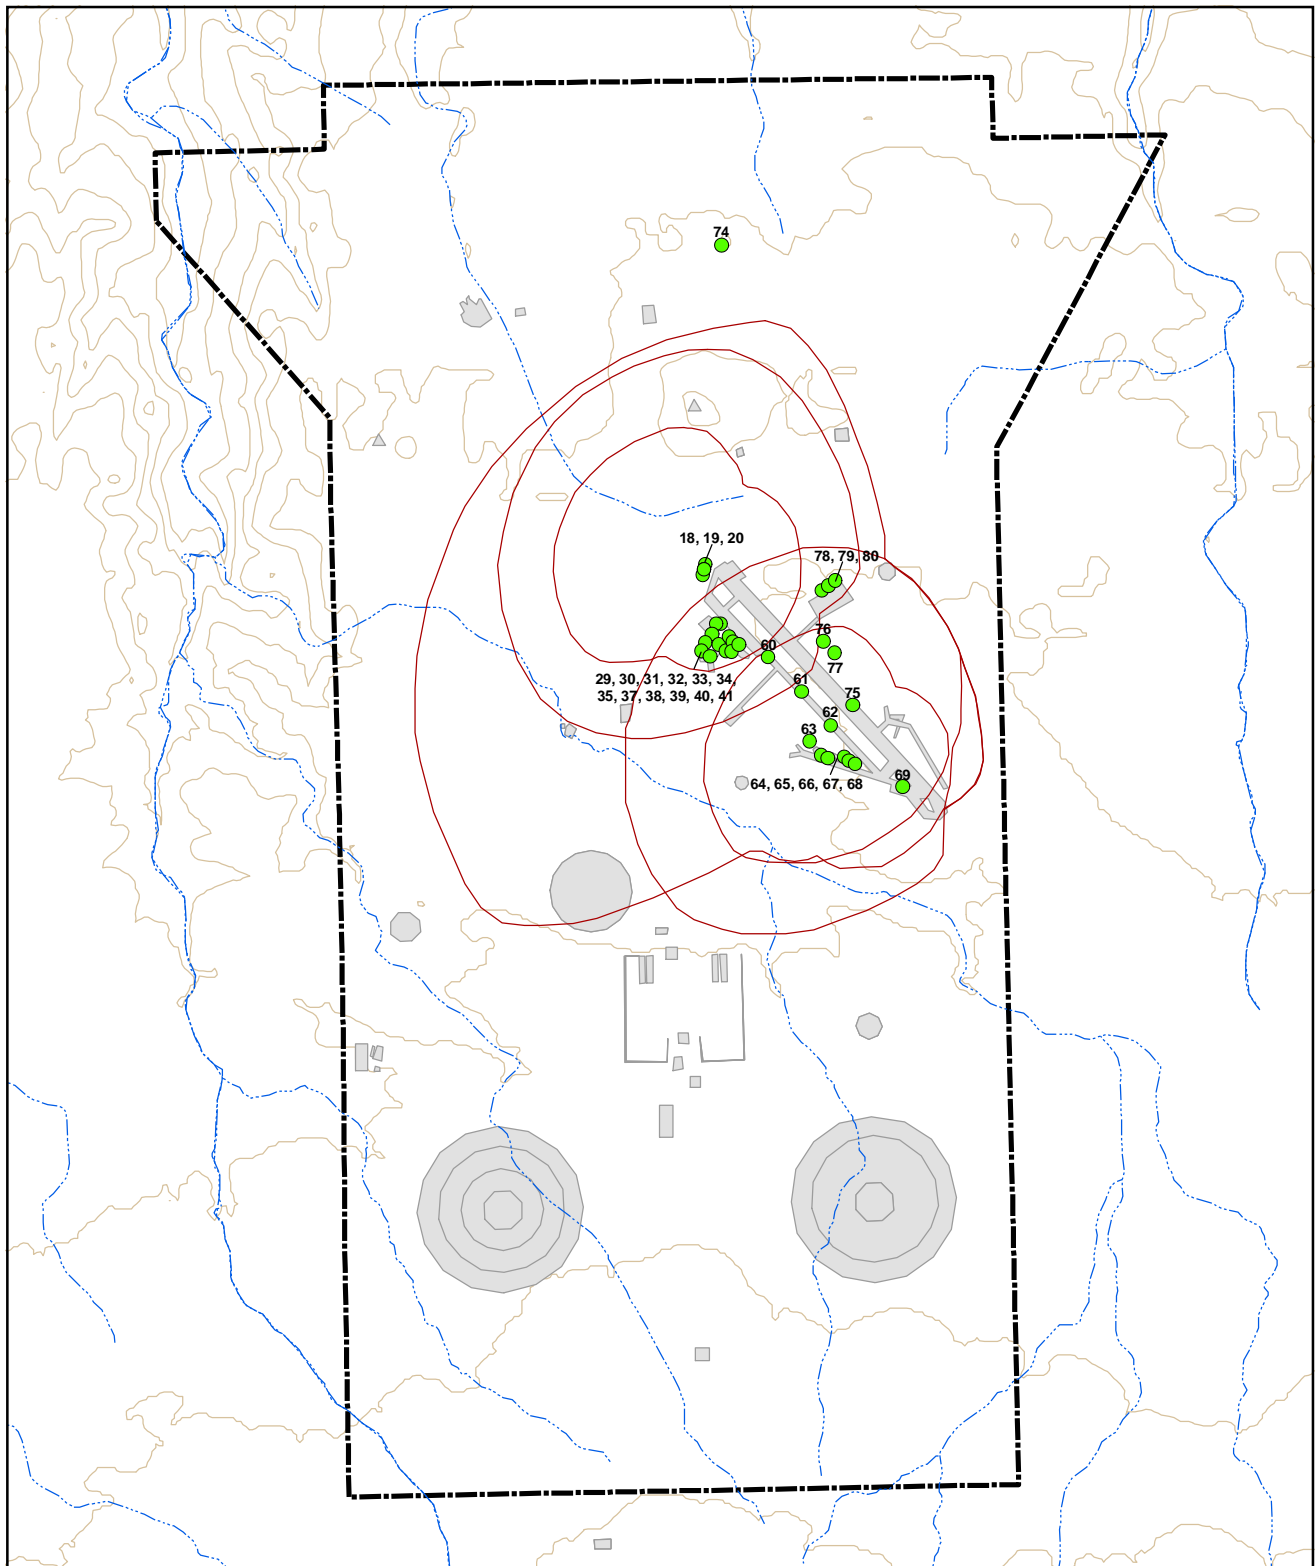 74
18, 19, 20
78, 79, 80
76
60
77
29, 30, 31, 32, 33, 34,
35, 37, 38, 39, 40, 41
61
75
62
63
69
64, 65, 66, 67, 68